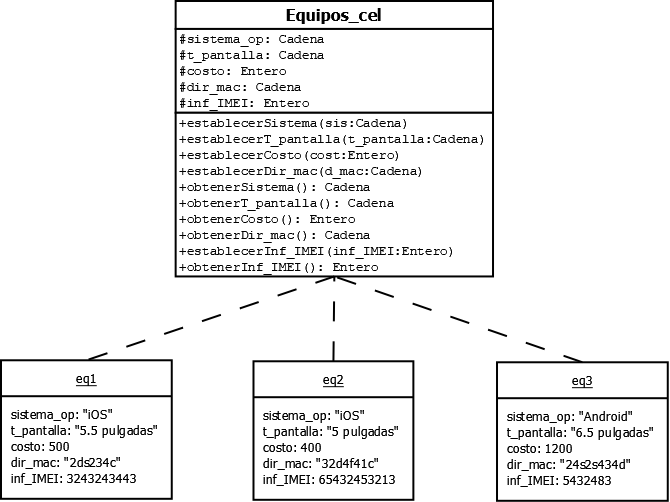 Equipos_cel
#sistema_op: Cadena
#t_pantalla: Cadena
#costo: Entero
#dir_mac: Cadena
#inf_IMEI: Entero
+establecerSistema(sis:Cadena)
+establecerT_pantalla(t_pantalla:Cadena)
+establecerCosto(cost:Entero)
+establecerDir_mac(d_mac:Cadena)
+obtenerSistema(): Cadena
+obtenerT_pantalla(): Cadena
+obtenerCosto(): Entero
+obtenerDir_mac(): Cadena
+establecerInf_IMEI(inf_IMEI:Entero)
+obtenerInf_IMEI(): Entero
eq1
sistema_op: "iOS"
t_pantalla: "5.5 pulgadas"
costo: 500
dir_mac: "2ds234c"
inf_IMEI: 3243243443
eq2
sistema_op: "iOS"
t_pantalla: "5 pulgadas"
costo: 400
dir_mac: "32d4f41c"
inf_IMEI: 65432453213
eq3
sistema_op: "Android"
t_pantalla: "6.5 pulgadas"
costo: 1200
dir_mac: "24s2s434d"
inf_IMEI: 5432483